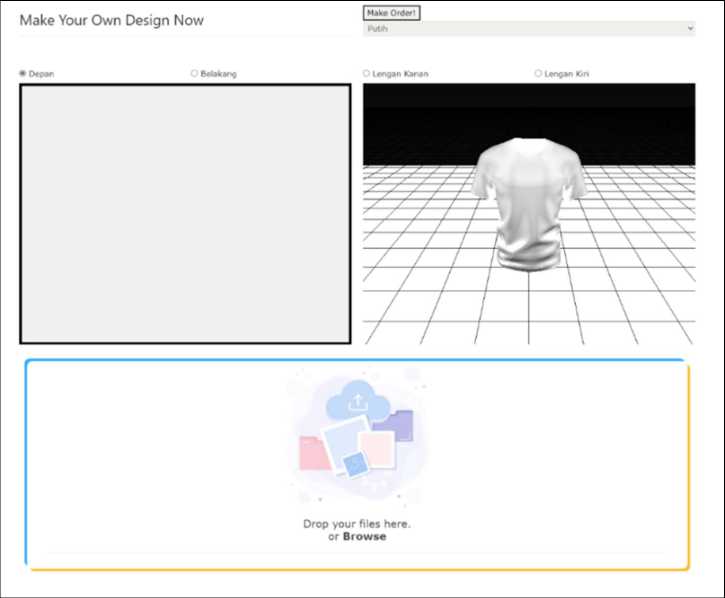 Make Your Own Design Now
Make Order!
Putih
Depan
Belakang
Lengan Kanan
Lengan Kiri
Drop your files here.
or Browse